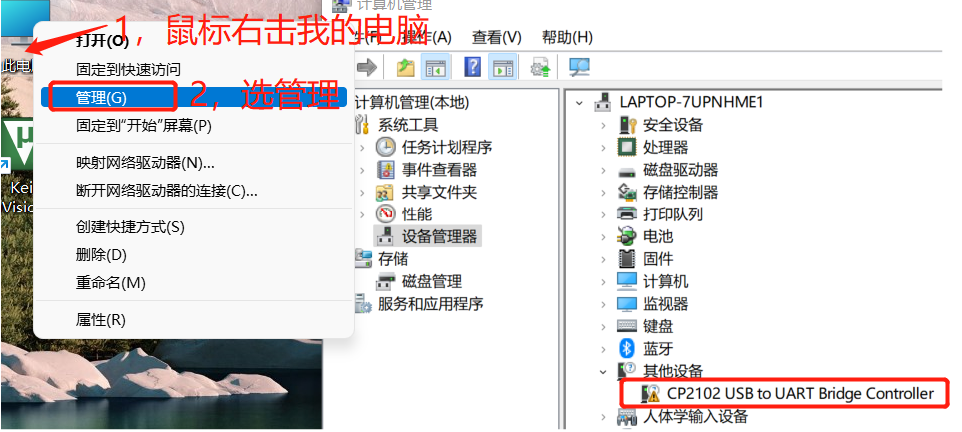 计算机管理
1，鼠标右击我的电脑
打开(O)
件(F) 操作(A) 查看(V) 帮助(H)
此电
固定到快速访问
管理(G)
2，选管理
固定到“开始”屏幕(P)
映射网络驱动器(N)...
断开网络驱动器的连接(C)...
创建快捷方式(S)
删除(D)
重命名(M)
属性(R)
Kei
Visio
计算机管理(本地)
系统工具
任务计划程序
事件查看器
共享文件夹
性能
设备管理器
存储
磁盘管理
服务和应用程序
LAPTOP-7UPNHME1
安全设备
处理器
磁盘驱动器
存储控制器
打印队列
电池
固件
计算机
监视器
键盘
蓝牙
其他设备
CP2102 USB to UART Bridge Controller
人体学输入设备